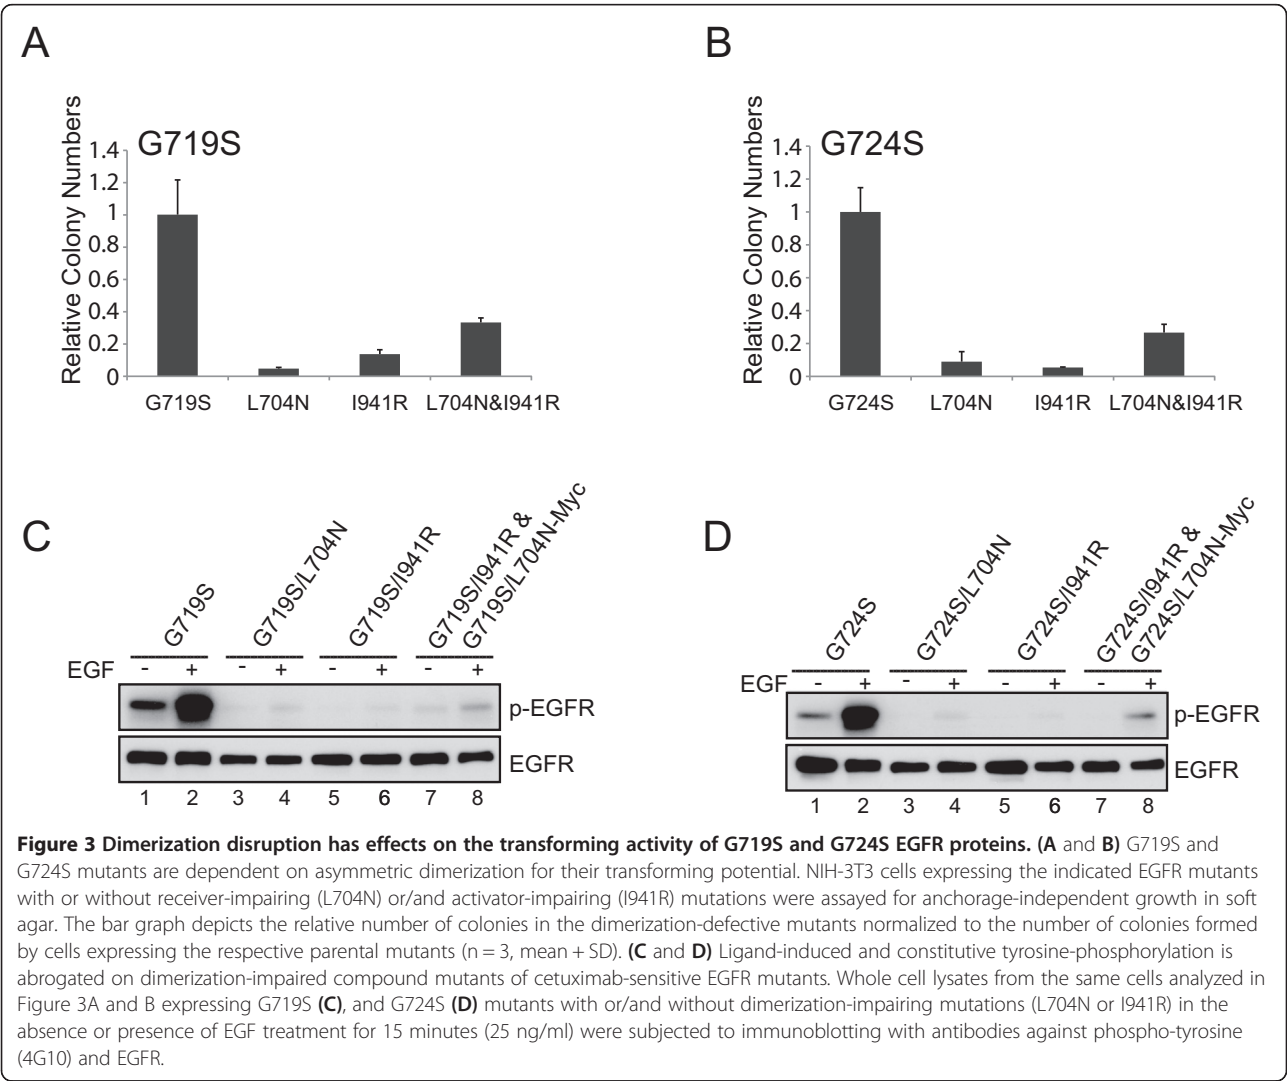 A
B
G719S
Relative Colony Numbers
1.4
1.2
1
0.8
0.6
0.4
0.2
0
G719S L704N I941R L704N&I941R
G724S
Relative Colony Numbers
1.4
1.2
1
0.8
0.6
0.4
0.2
0
G724S L704N I941R L704N&I941R
C
G719S
G719S/L704N
G719S/I941R
G719S/I941R &
G719S/L704N-Myc
EGF - + - + - + - +
p-EGFR
EGFR
1 2 3 4 5 6 7 8
D
G724S
G724S/L704N
G724S/I941R
G724S/I941R &
G724S/L704N-Myc
EGF - + - + - + - +
p-EGFR
EGFR
1 2 3 4 5 6 7 8
Figure 3 Dimerization disruption has effects on the transforming activity of G719S and G724S EGFR proteins. (A and B) G719S and
G724S mutants are dependent on asymmetric dimerization for their transforming potential. NIH-3T3 cells expressing the indicated EGFR mutants
with or without receiver-impairing (L704N) or/and activator-impairing (I941R) mutations were assayed for anchorage-independent growth in soft
agar. The bar graph depicts the relative number of colonies in the dimerization-defective mutants normalized to the number of colonies formed
by cells expressing the respective parental mutants (n = 3, mean + SD). (C and D) Ligand-induced and constitutive tyrosine-phosphorylation is
abrogated on dimerization-impaired compound mutants of cetuximab-sensitive EGFR mutants. Whole cell lysates from the same cells analyzed in
Figure 3A and B expressing G719S (C), and G724S (D) mutants with or/and without dimerization-impairing mutations (L704N or I941R) in the
absence or presence of EGF treatment for 15 minutes (25 ng/ml) were subjected to immunoblotting with antibodies against phospho-tyrosine
(4G10) and EGFR.